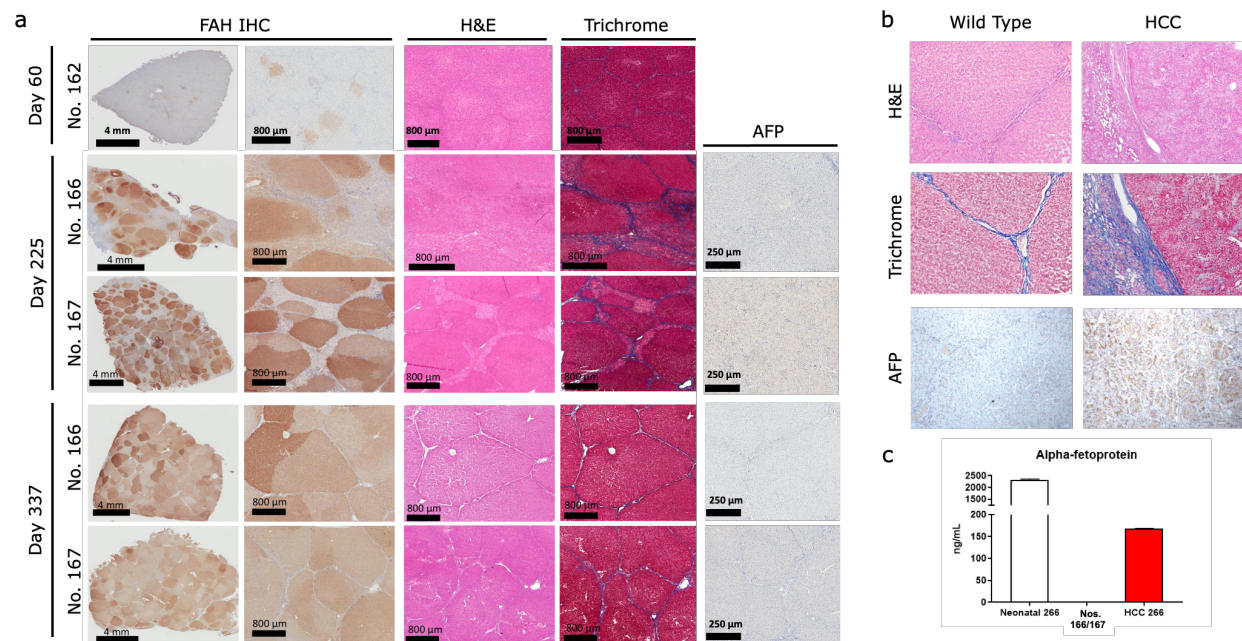 a
FAH IHC
H&E
Trichrome
AFP
Day 60
No. 162
4 mm
800 µm
800 µm
800 µm
Day 225
No. 166
4 mm
800 µm
800 µm
800 µm
250 µm
No. 167
4 mm
800 µm
800 µm
800 µm
250 µm
Day 337
No. 166
4 mm
800 µm
800 µm
800 µm
250 µm
No. 167
4 mm
800 µm
800 µm
800 µm
250 µm
b
Wild Type
HCC
H&E
Trichrome
AFP
c
Alpha-fetoprotein
ng/mL
2500
2000
200
150
100
50
0
Neonatal 266
Nos.
166/167
HCC 266